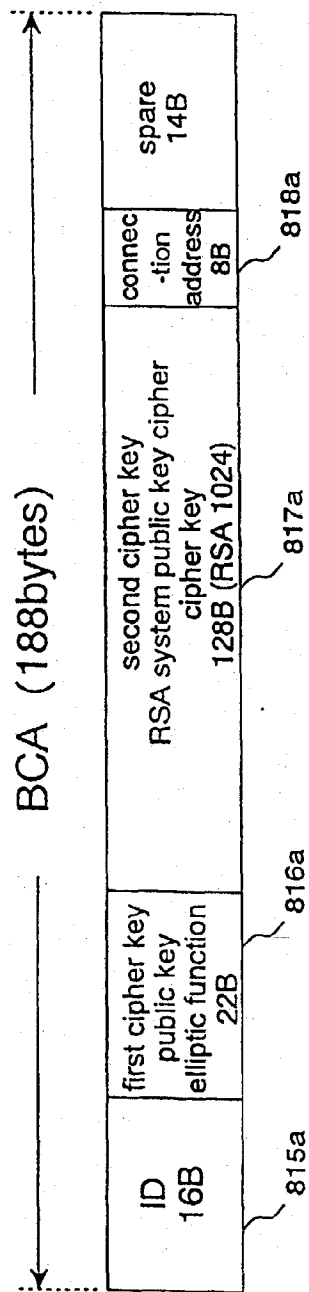 BCA (188bytes)
ID
16B
first cipher key
public key
elliptic function
22B
second cipher key
RSA system public key cipher
cipher key
128B (RSA 1024)
connec
-tion
address
8B
spare
14B
815a
816a
817a
818a